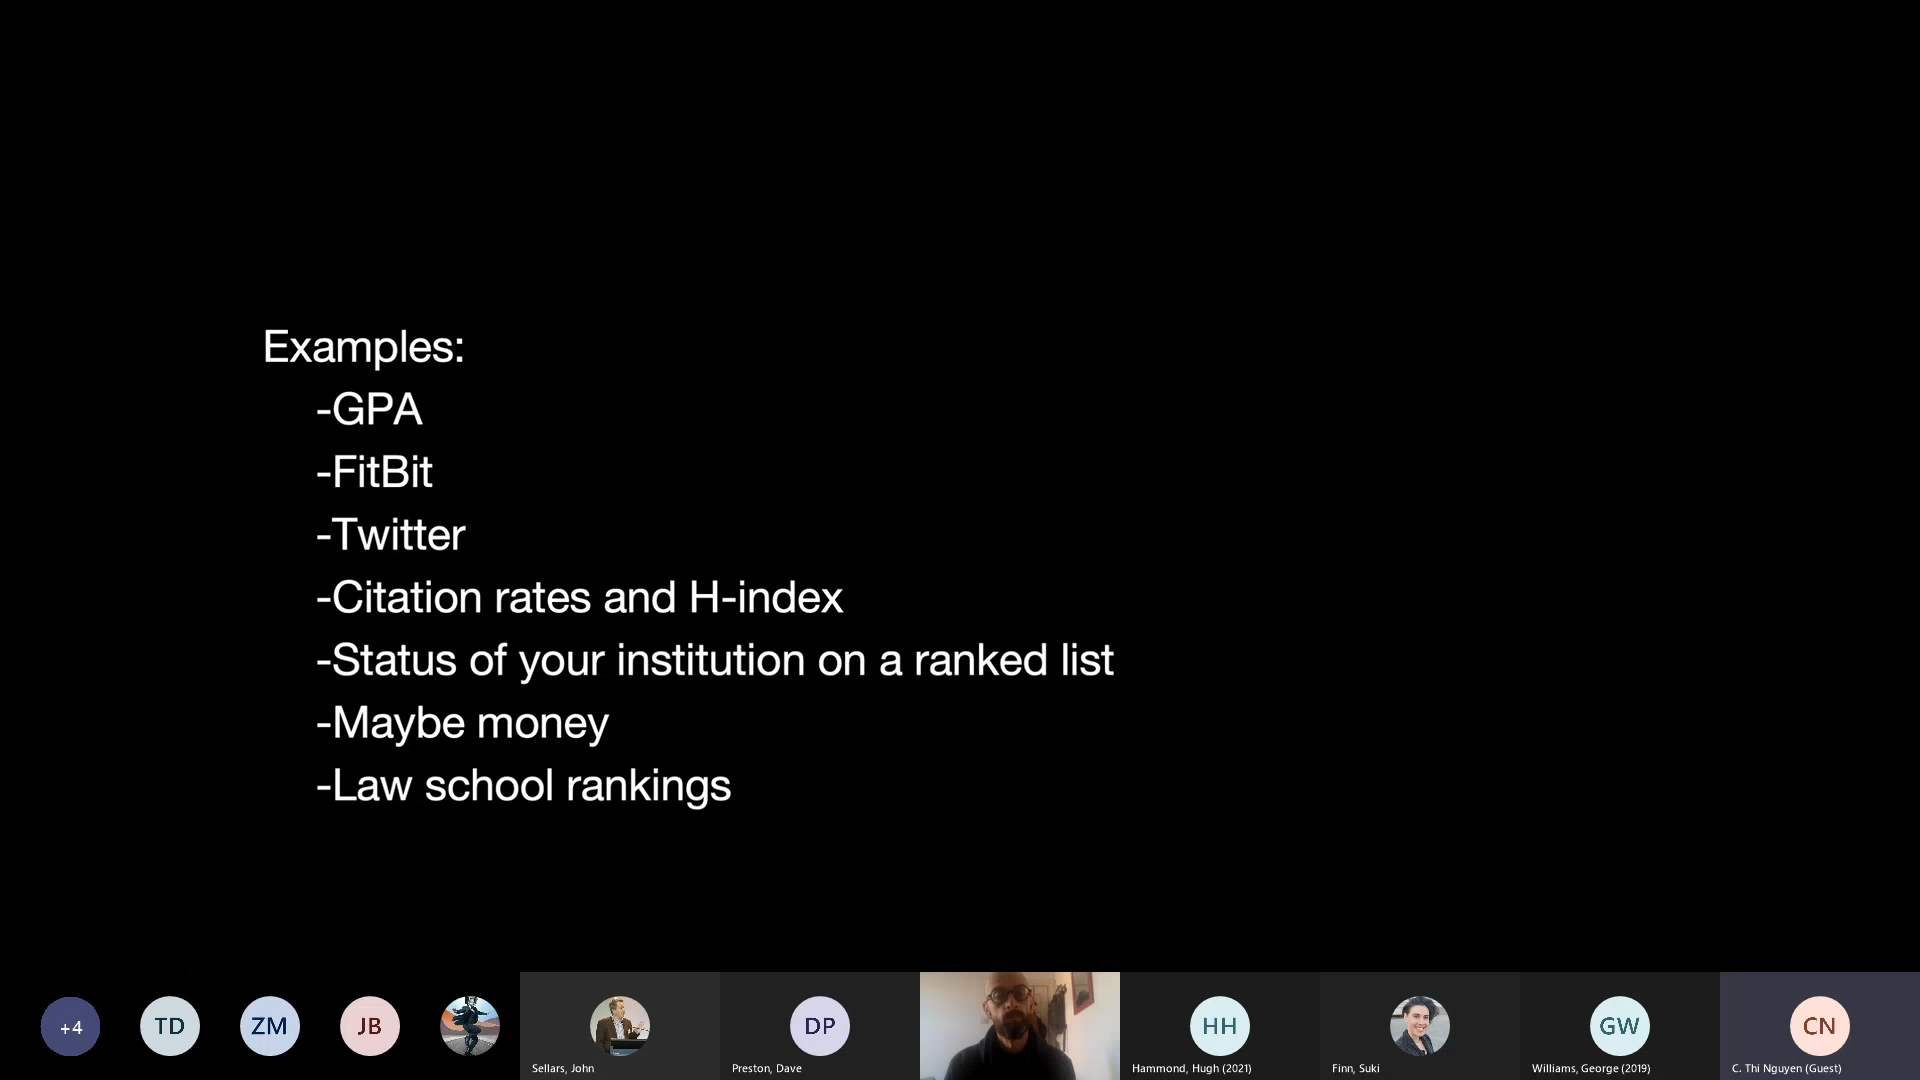 Examples:
-GPA
-FitBit
-Twitter
-Citation rates and H-index
-Status of your institution on a ranked list
-Maybe money
-Law school rankings
+4
TD
ZM
JB
DP
HH
GW
CN
Sellars, John
Preston, Dave
Hammond, Hugh (2021)
Finn, Suki
Williams, George (2019)
C. Thi Nguyen (Guest)